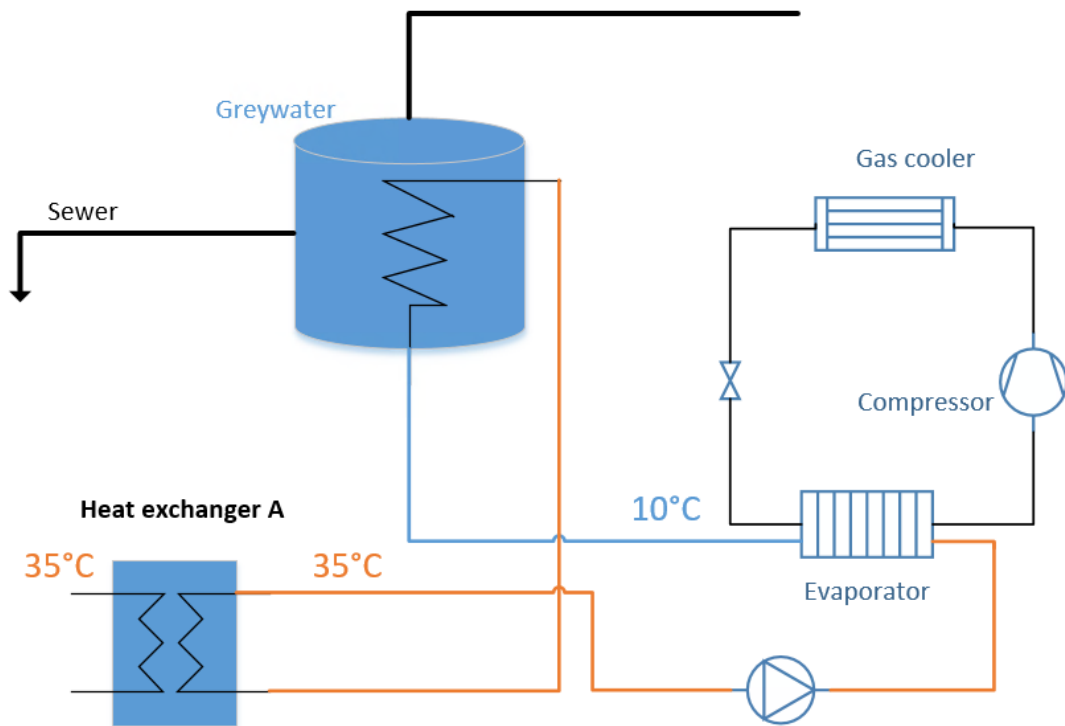 Greywater
Gas cooler
Sewer
Compressor
Heat exchanger A
10°C
35°C
35°C
Evaporator